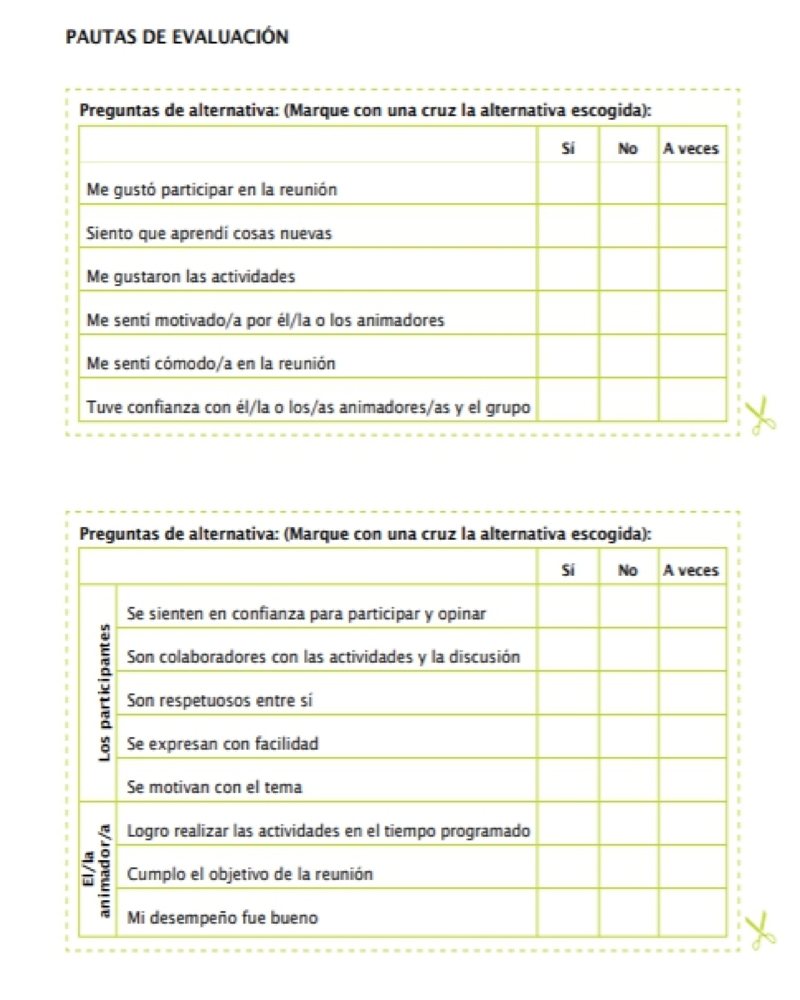 PAUTAS DE EVALUACIÓN
Preguntas de alternativa: (Marque con una cruz la alternativa escogida):
Sí No A veces
Me gustó participar en la reunión
Siento que aprendí cosas nuevas
Me gustaron las actividades
Me sentí motivado/a por él/la o los animadores
Me sentí cómodo/a en la reunión
Tuve confianza con él/la o los/as animadores/as y el grupo
Preguntas de alternativa: (Marque con una cruz la alternativa escogida):
Sí No A veces
Los participantes
Se sienten en confianza para participar y opinar
Son colaboradores con las actividades y la discusión
Son respetuosos entre sí
Se expresan con facilidad
Se motivan con el tema
El/la
animador/a
Logro realizar las actividades en el tiempo programado
Cumplo el objetivo de la reunión
Mi desempeño fue bueno